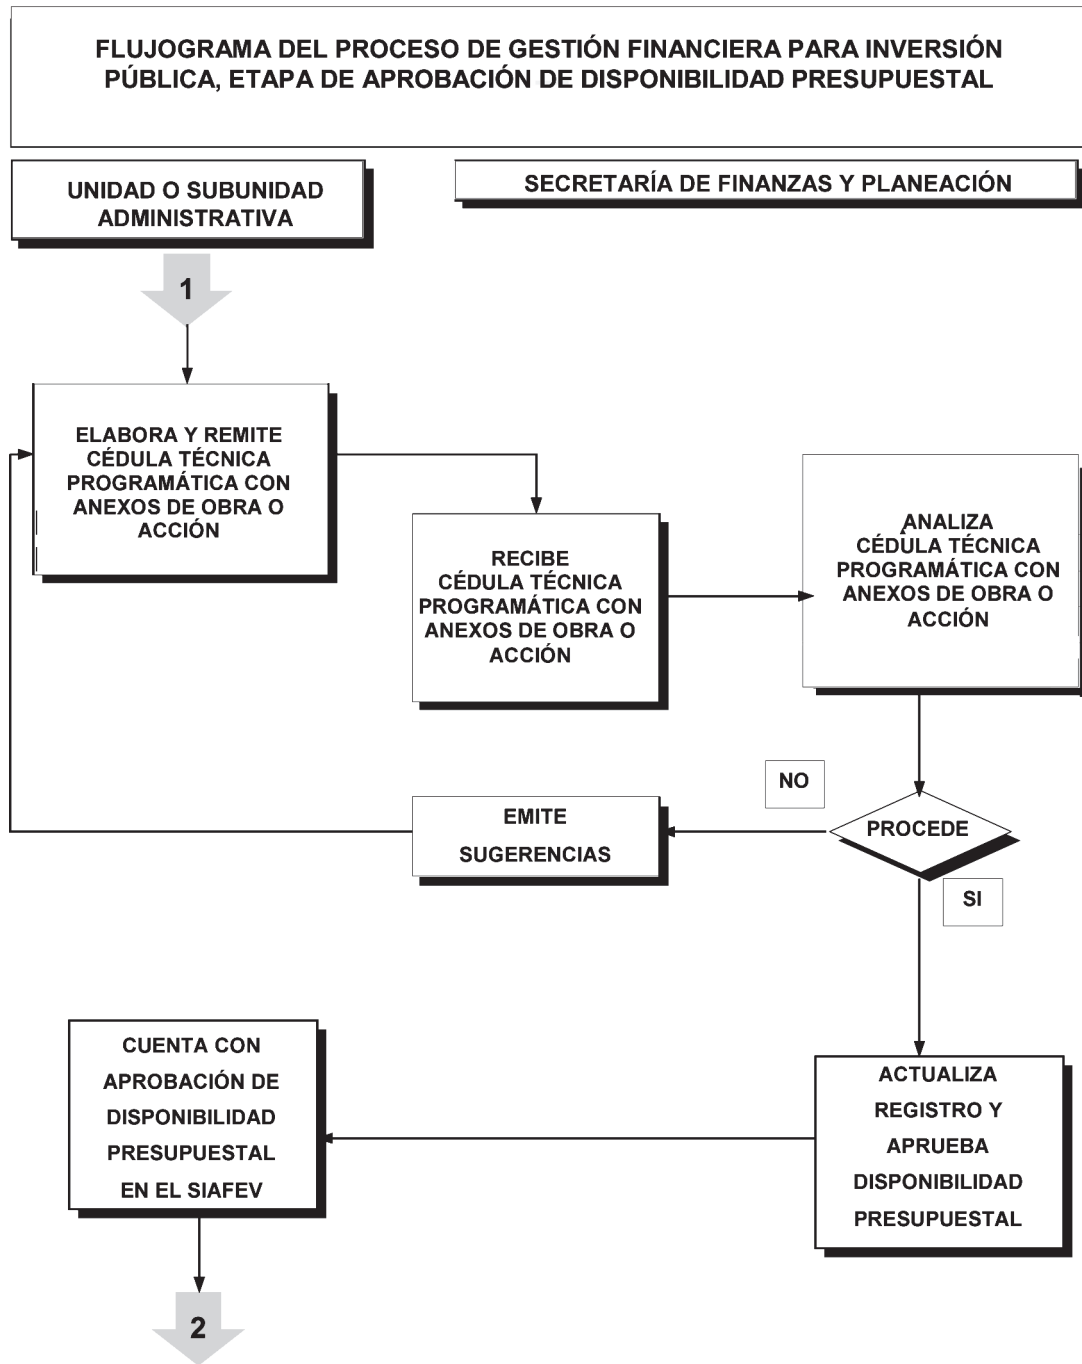 FLUJOGRAMA DEL PROCESO DE GESTIÓN FINANCIERA PARA INVERSIÓN
PÚBLICA, ETAPA DE APROBACIÓN DE DISPONIBILIDAD PRESUPUESTAL
UNIDAD O SUBUNIDAD
ADMINISTRATIVA
SECRETARÍA DE FINANZAS Y PLANEACIÓN
1
ELABORA Y REMITE
CÉDULA TÉCNICA
PROGRAMÁTICA CON
ANEXOS DE OBRA O
ACCIÓN
RECIBE
CÉDULA TÉCNICA
PROGRAMÁTICA CON
ANEXOS DE OBRA O
ACCIÓN
ANALIZA
CÉDULA TÉCNICA
PROGRAMÁTICA CON
ANEXOS DE OBRA O
ACCIÓN
NO
PROCEDE
EMITE
SUGERENCIAS
SI
CUENTA CON
APROBACIÓN DE
DISPONIBILIDAD
PRESUPUESTAL
EN EL SIAFEV
ACTUALIZA
REGISTRO Y
APRUEBA
DISPONIBILIDAD
PRESUPUESTAL
2